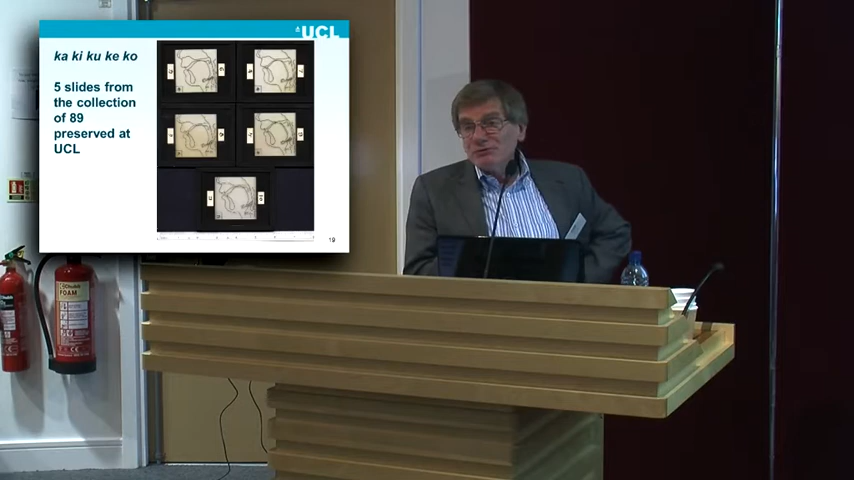 UCL
ka ki ku ke ko
5 slides from
the collection
of 89
preserved at
UCL
19
FOAM